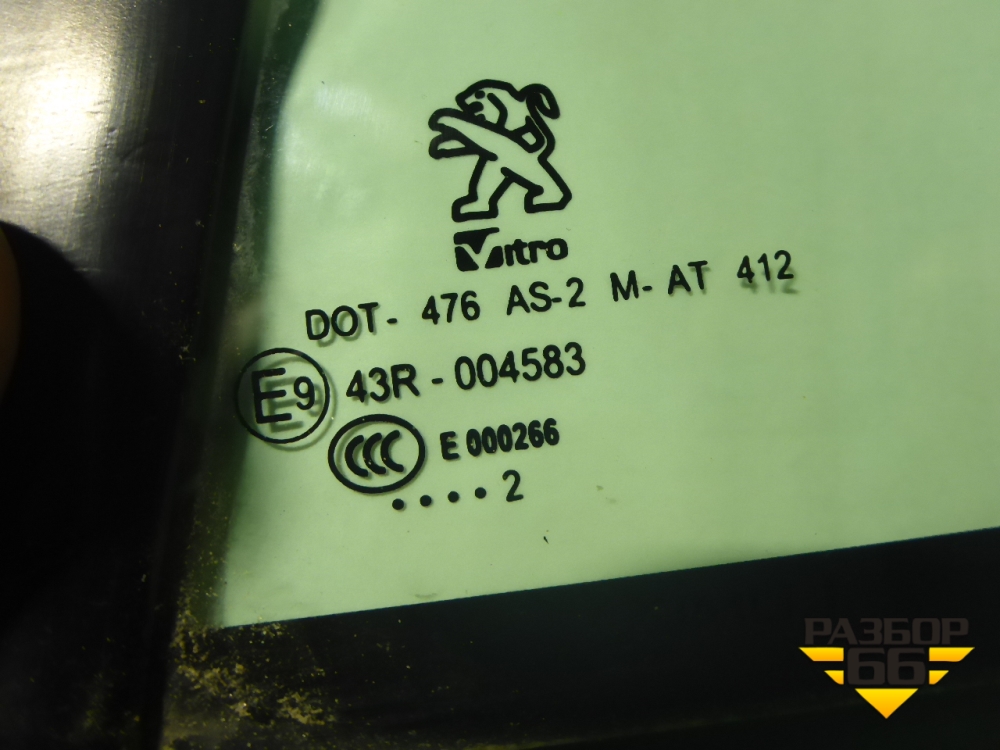 Vitro
DOT- 476 AS-2 M-AT 412
E9 43R-004583
CCC E 000266
....2
РАЗБОР
66